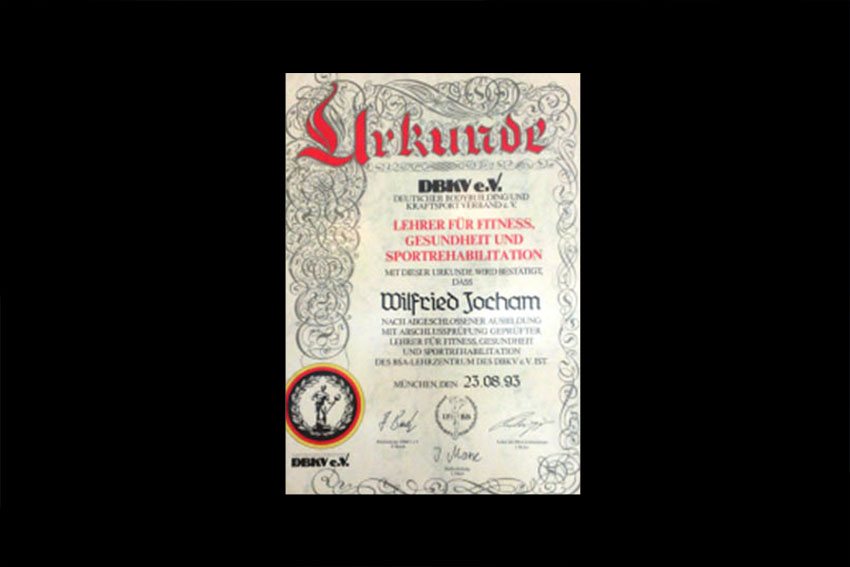 Urkunde
DBKV e.V.
DEUTSCHER BODYBUILDING UND
KRAFTSPORT VERBAND e. V.
LEHRER FÜR FITNESS,
GESUNDHEIT UND
SPORTREHABILITATION
MIT DIESER URKUNDE WIRD BESTÄTIGT,
DASS
Wilfried Jocham
NACH ABGESCHLOSSENER AUSBILDUNG
MIT ABSCHLUSSPRÜFUNG GEPRÜFTER
LEHRER FÜR FITNESS, GESUNDHEIT
UND SPORTREHABILITATION
DES BSA-LEHRZENTRUM DES DBKV e.V. IST.
MÜNCHEN, DEN 23.08.93
DBKV e.V.